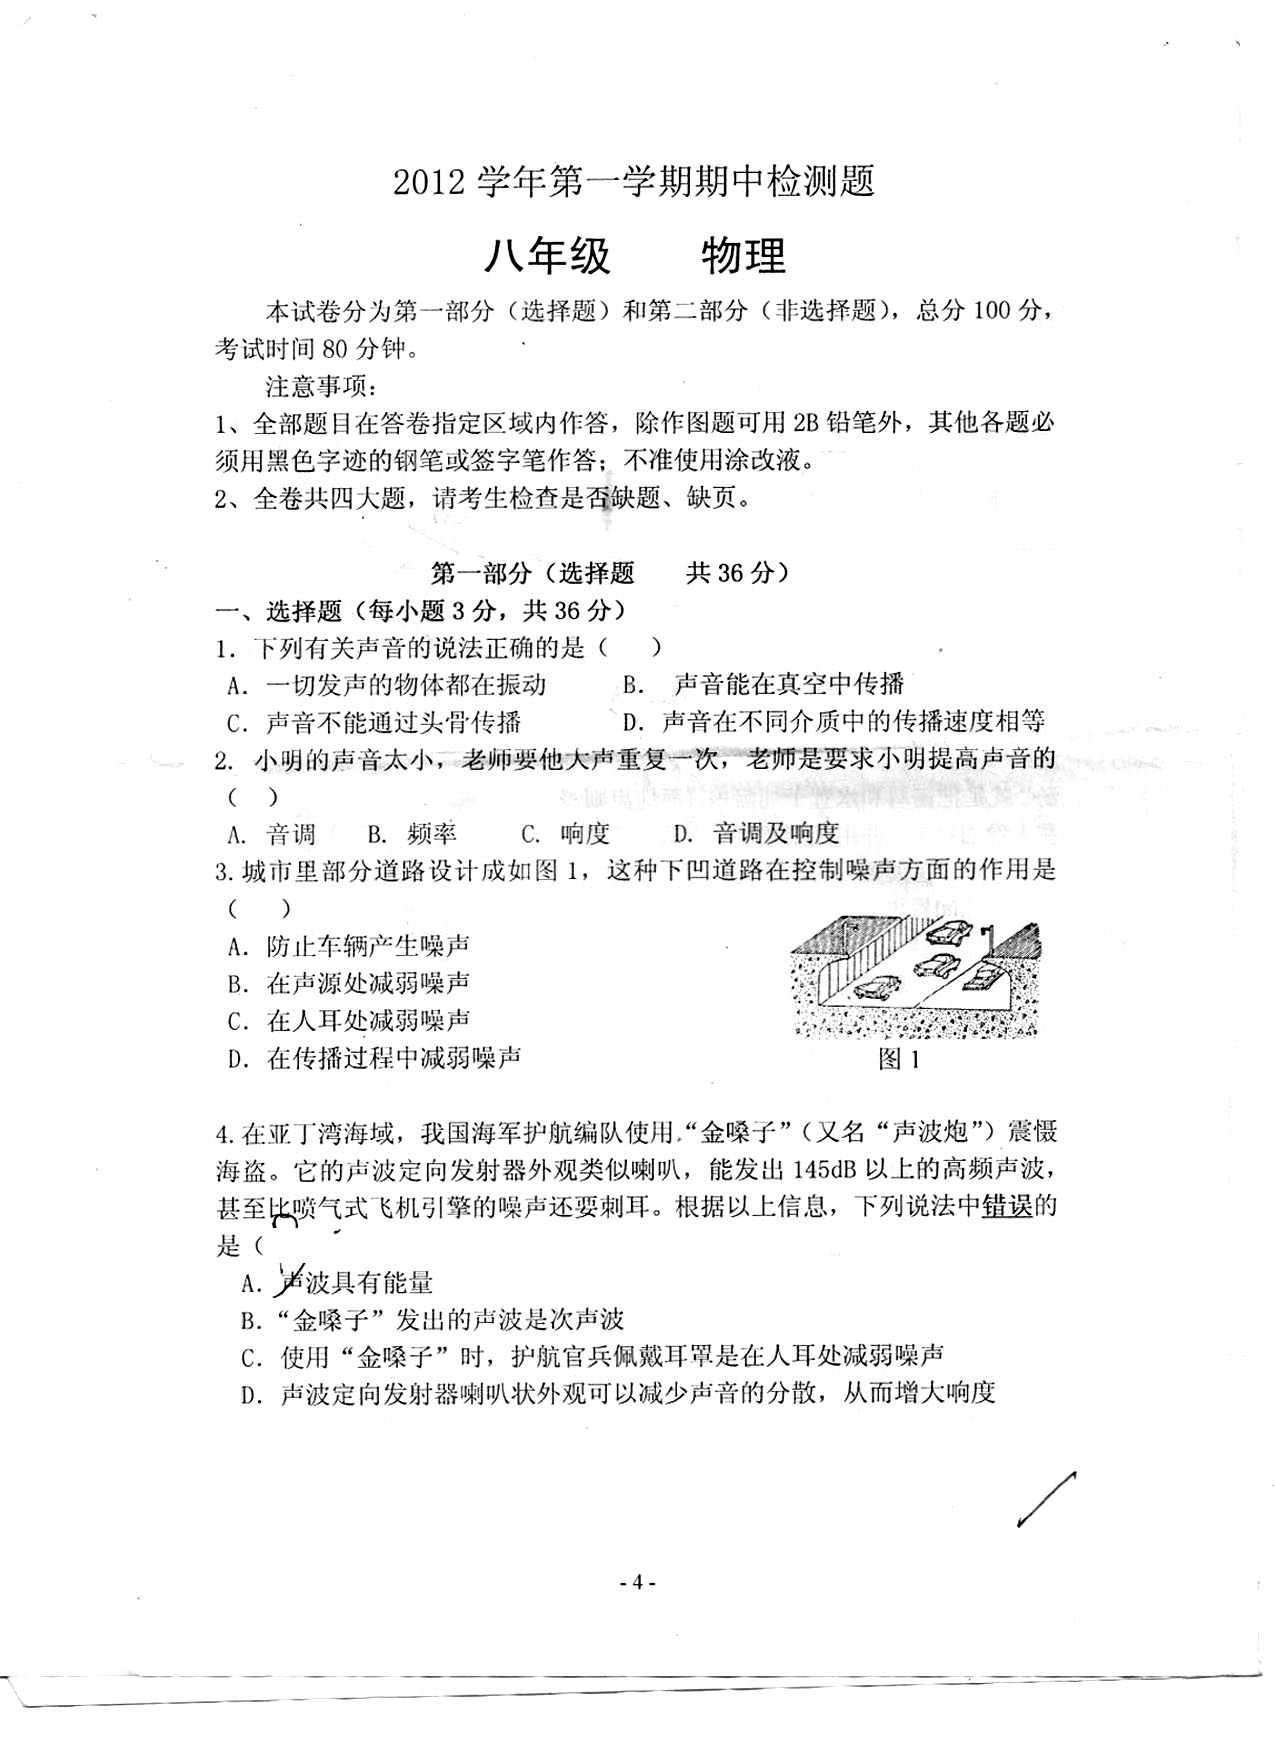 2012 学年第一学期期中检测题
八年级 物理
本试卷分为第一部分（选择题）和第二部分（非选择题），总分 100 分，
考试时间 80 分钟。
注意事项：
1、全部题目在答卷指定区域内作答，除作图题可用 2B 铅笔外，其他各题必
须用黑色字迹的钢笔或签字笔作答；不准使用涂改液。
2、全卷共四大题，请考生检查是否缺题、缺页。
第一部分（选择题 共 36 分）
一、选择题（每小题 3 分，共 36 分）
1．下列有关声音的说法正确的是（ ）
A．一切发声的物体都在振动 B． 声音能在真空中传播
C．声音不能通过头骨传播 D．声音在不同介质中的传播速度相等
2．小明的声音太小，老师要他大声重复一次，老师是要求小明提高声音的
（ ）
A. 音调 B. 频率 C. 响度 D. 音调及响度
3.城市里部分道路设计成如图 1，这种下凹道路在控制噪声方面的作用是
（ ）
A．防止车辆产生噪声
B．在声源处减弱噪声
C．在人耳处减弱噪声
D．在传播过程中减弱噪声
图 1
4.在亚丁湾海域，我国海军护航编队使用“金嗓子”（又名“声波炮”）震慑
海盗。它的声波定向发射器外观类似喇叭，能发出 145dB 以上的高频声波，
甚至比喷气式飞机引擎的噪声还要刺耳。根据以上信息，下列说法中错误的
是（
A．声波具有能量
B．“金嗓子”发出的声波是次声波
C．使用“金嗓子”时，护航官兵佩戴耳罩是在人耳处减弱噪声
D．声波定向发射器喇叭状外观可以减少声音的分散，从而增大响度
- 4 -